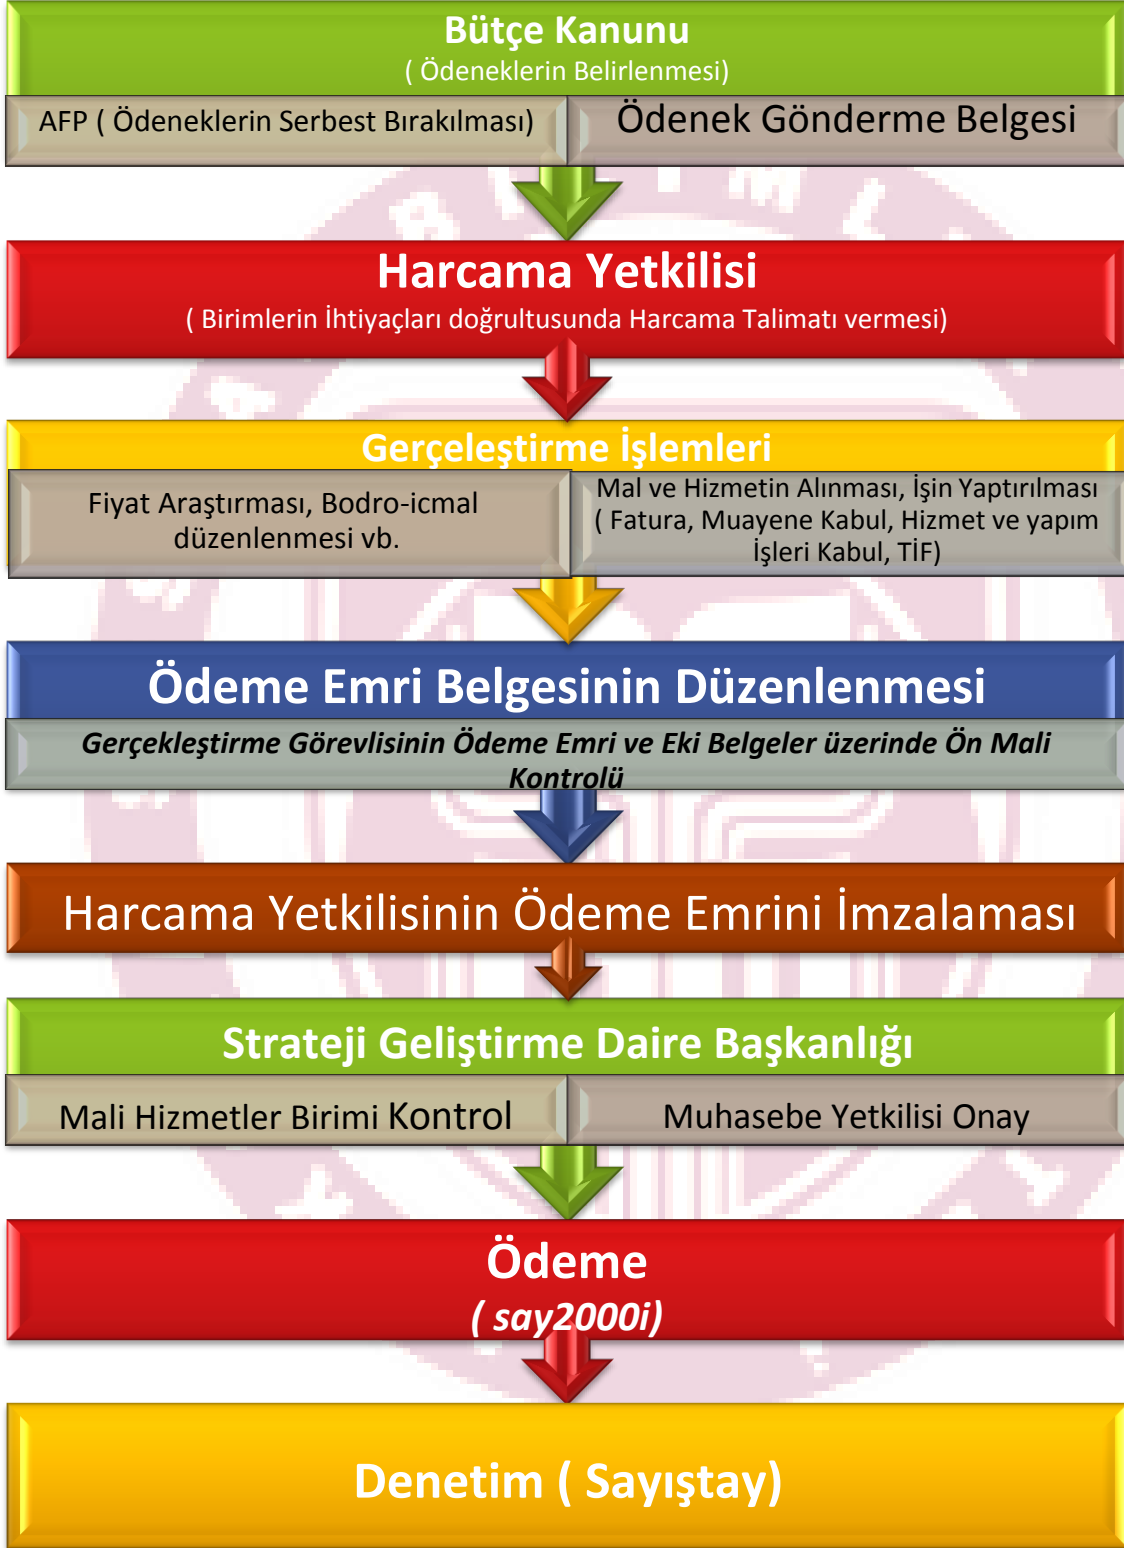 Bütçe Kanunu
( Ödeneklerin Belirlenmesi)
AFP ( Ödeneklerin Serbest Bırakılması)
Ödenek Gönderme Belgesi
Harcama Yetkilisi
( Birimlerin İhtiyaçları doğrultusunda Harcama Talimatı vermesi)
Gerçeleştirme İşlemleri
Fiyat Araştırması, Bodro-icmal
düzenlenmesi vb.
Mal ve Hizmetin Alınması, İşin Yaptırılması
( Fatura, Muayene Kabul, Hizmet ve yapım
İşleri Kabul, TİF)
Ödeme Emri Belgesinin Düzenlenmesi
Gerçekleştirme Görevlisinin Ödeme Emri ve Eki Belgeler üzerinde Ön Mali
Kontrolü
Harcama Yetkilisinin Ödeme Emrini İmzalaması
Strateji Geliştirme Daire Başkanlığı
Mali Hizmetler Birimi Kontrol
Muhasebe Yetkilisi Onay
Ödeme
( say2000i)
Denetim ( Sayıştay)